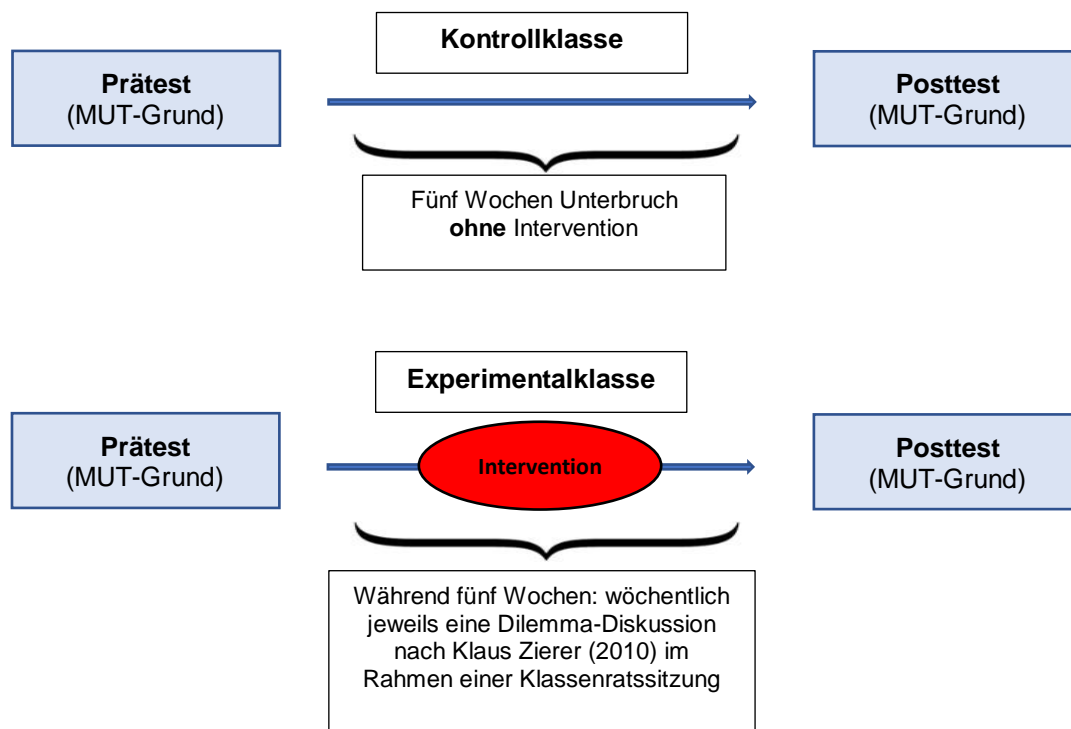 Kontrollklasse
Prätest
(MUT-Grund)
Posttest
(MUT-Grund)
Fünf Wochen Unterbruch
ohne Intervention
Experimentalklasse
Prätest
(MUT-Grund)
Intervention
Posttest
(MUT-Grund)
Während fünf Wochen: wöchentlich
jeweils eine Dilemma-Diskussion
nach Klaus Zierer (2010) im
Rahmen einer Klassenratssitzung